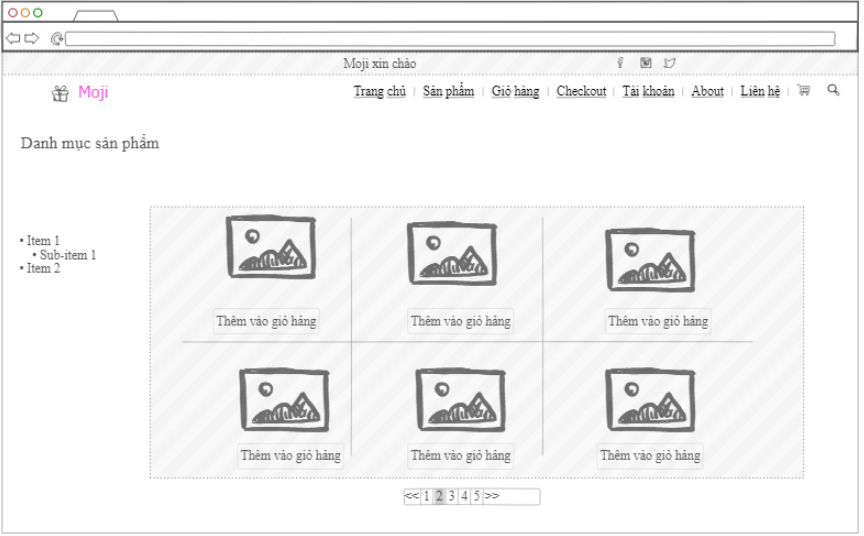 Moji xin chào
Moji
Trang chủ Sản phẩm Giỏ hàng Checkout Tài khoản About Liên hệ
Danh mục sản phẩm
• Item 1
• Sub-item 1
• Item 2
Thêm vào giỏ hàng Thêm vào giỏ hàng Thêm vào giỏ hàng
Thêm vào giỏ hàng Thêm vào giỏ hàng Thêm vào giỏ hàng
<< 1 2 3 4 5 >>